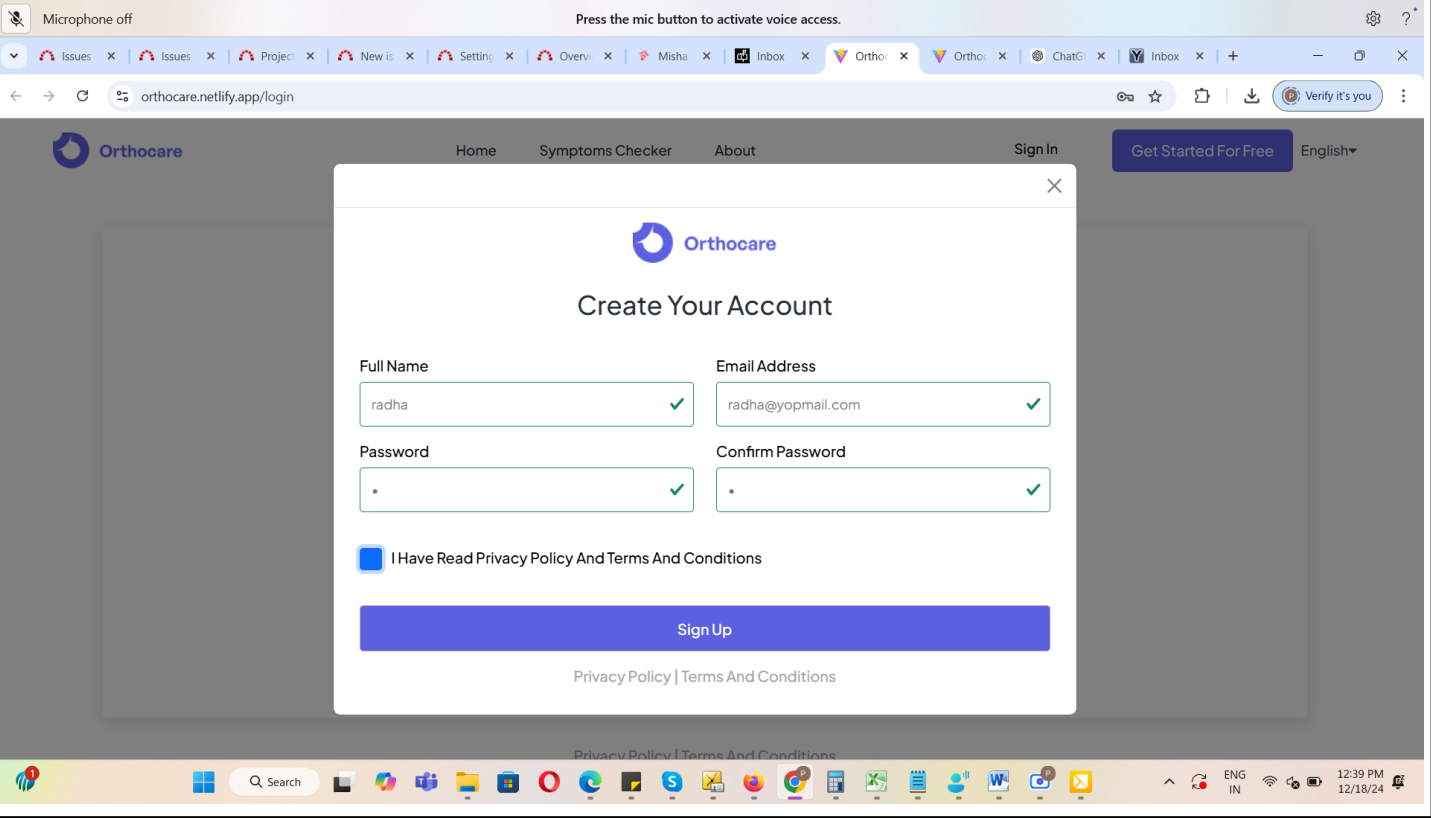 Microphone off
Press the mic button to activate voice access.
Issues
Issues
Project
New is
Setting
Overvi
Misha
Inbox
Ortho
Orthoc
ChatG
Inbox
orthocare.netlify.app/login
Verify it's you
Orthocare
Home
Symptoms Checker
About
Sign In
Get Started For Free
English
Orthocare
Create Your Account
Full Name
Email Address
radha
radha@yopmail.com
Password
Confirm Password
I Have Read Privacy Policy And Terms And Conditions
Sign Up
Privacy Policy | Terms And Conditions
Privacy Policy | Terms And Conditions
1
Search
ENG
IN
12:39 PM
12/18/24